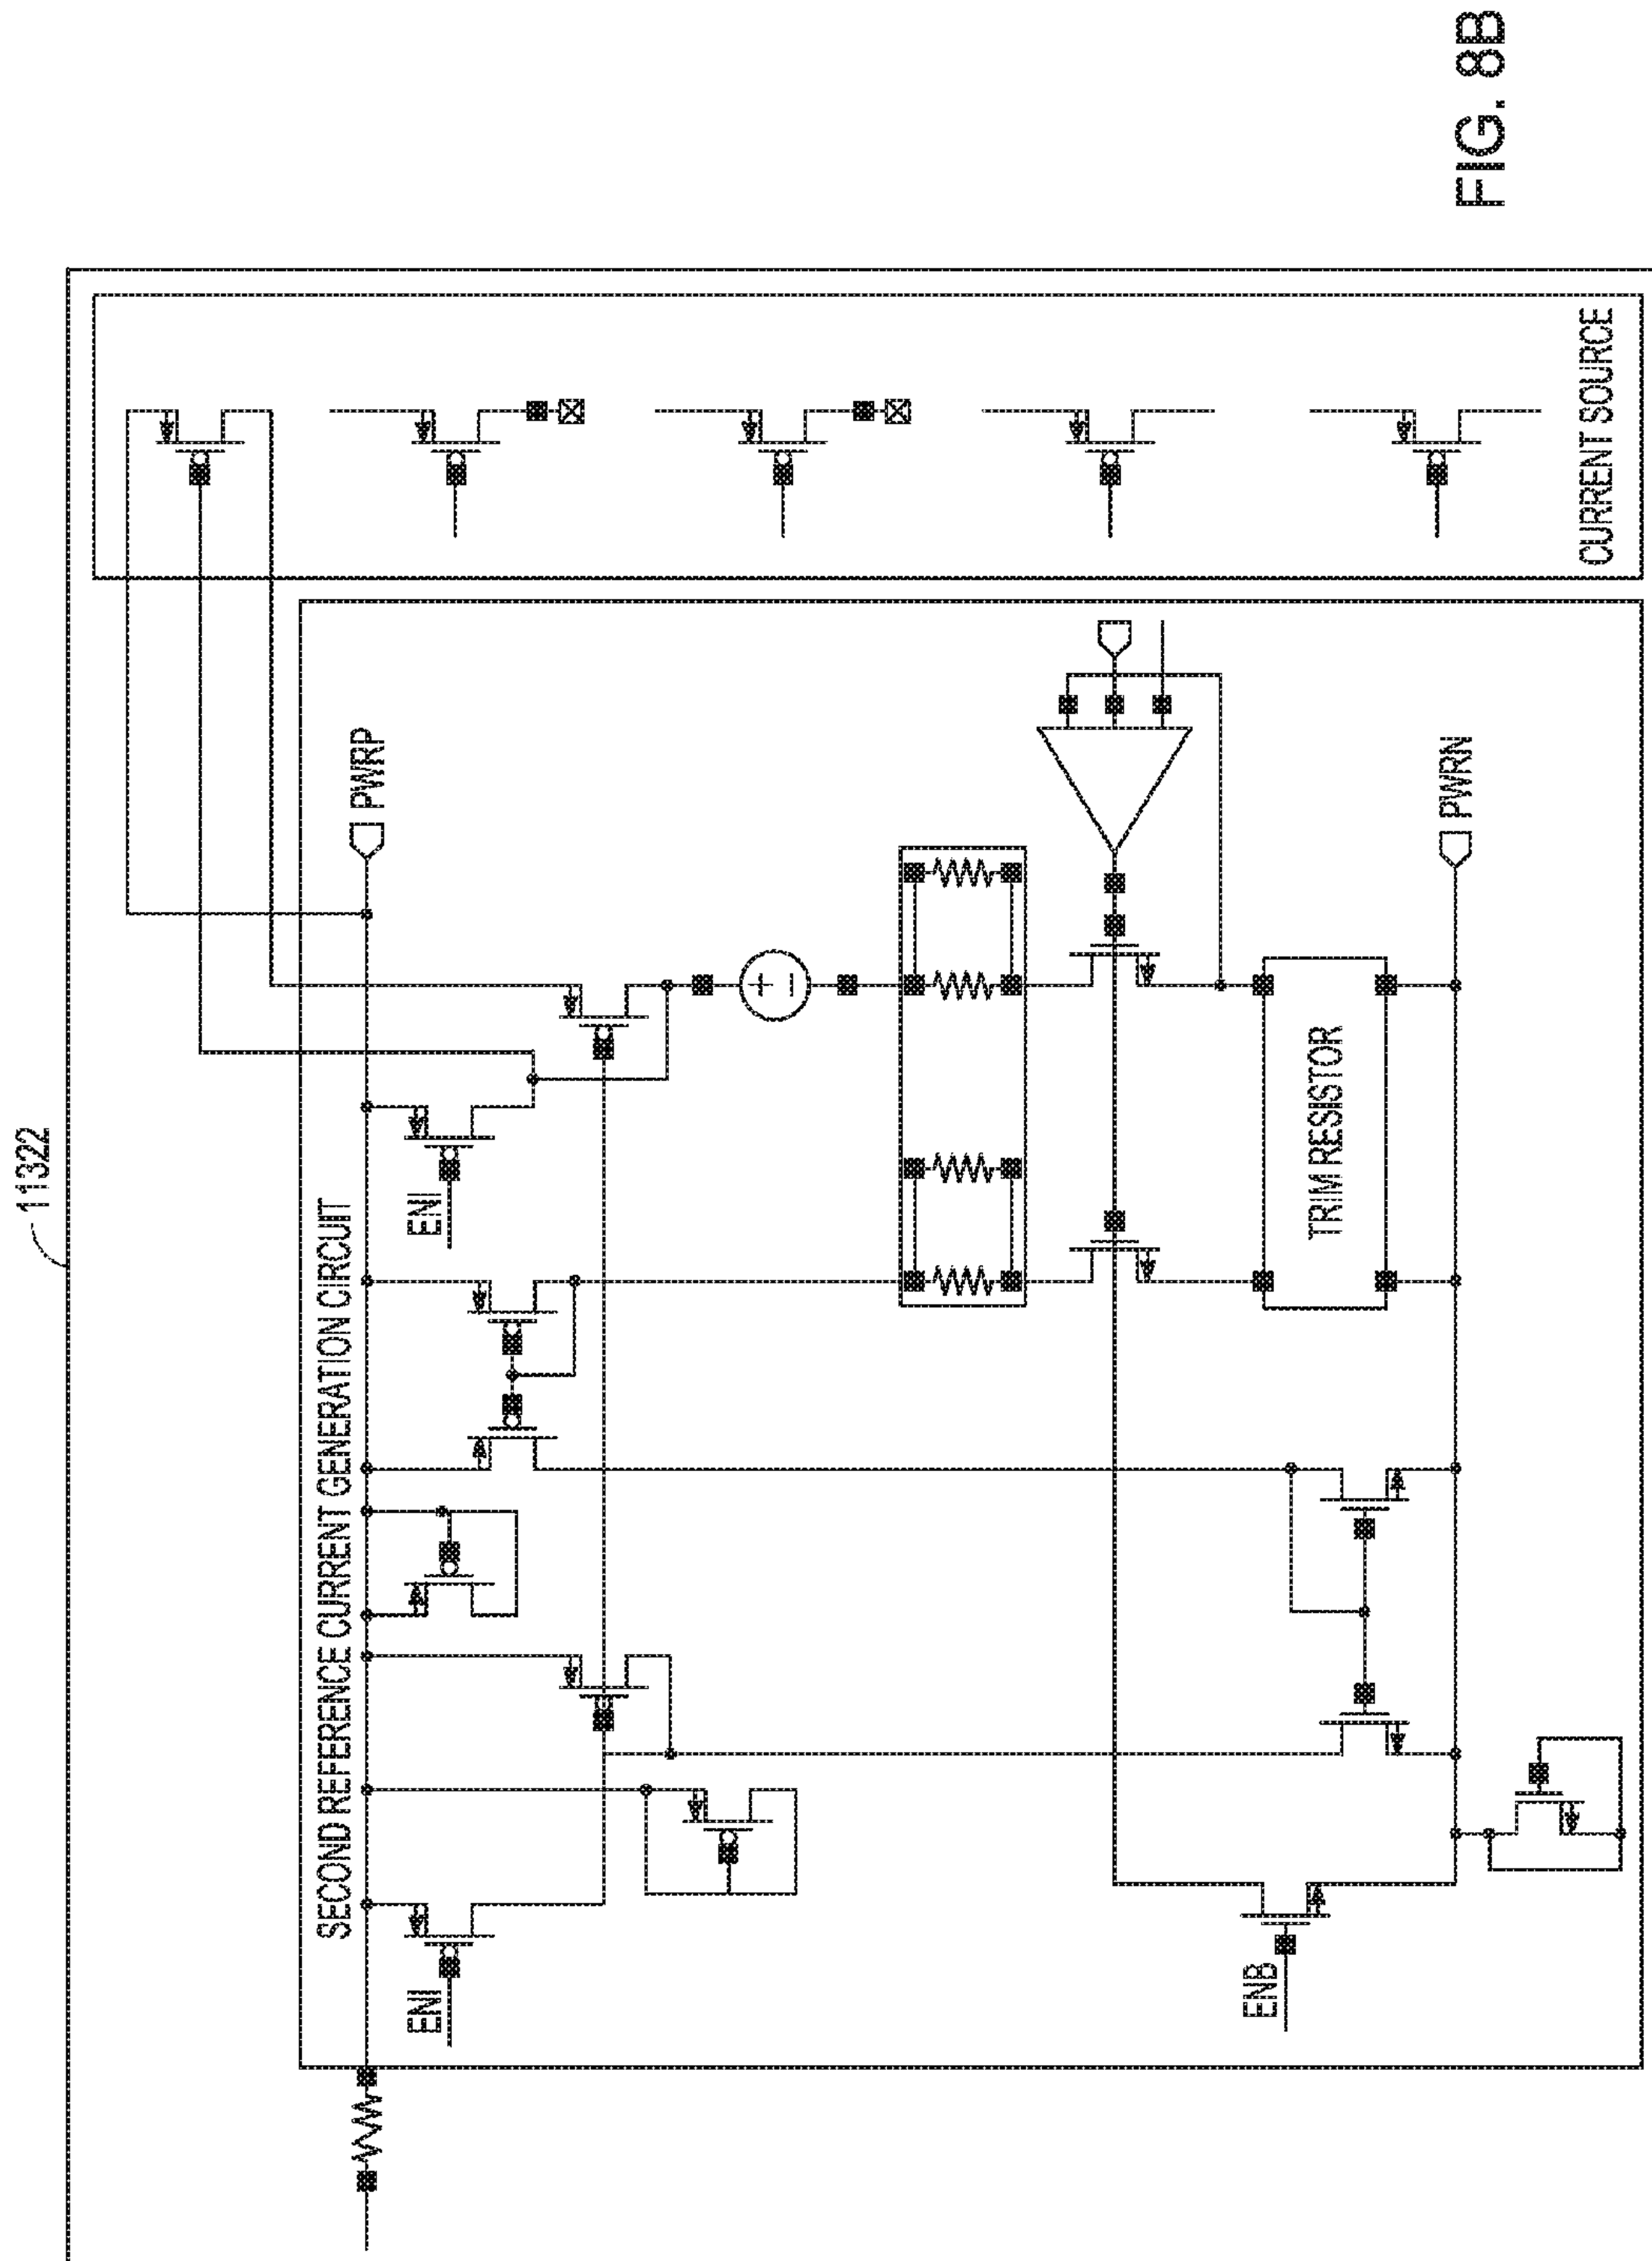 11322
SECOND REFERENCE CURRENT GENERATION CIRCUIT
PWRP
ENI
ENI
ENB
TRIM RESISTOR
PWRN
CURRENT SOURCE
FIG. 8B